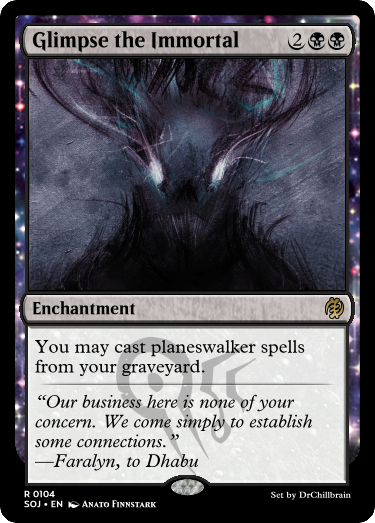 Glimpse the Immortal 2
Enchantment
You may cast planeswalker spells
from your graveyard.
“Our business here is none of your
concern. We come simply to establish
some connections.”
—Faralyn, to Dhabu
R 0104
SOJ • EN Anato Finnstark
Set by DrChillbrain